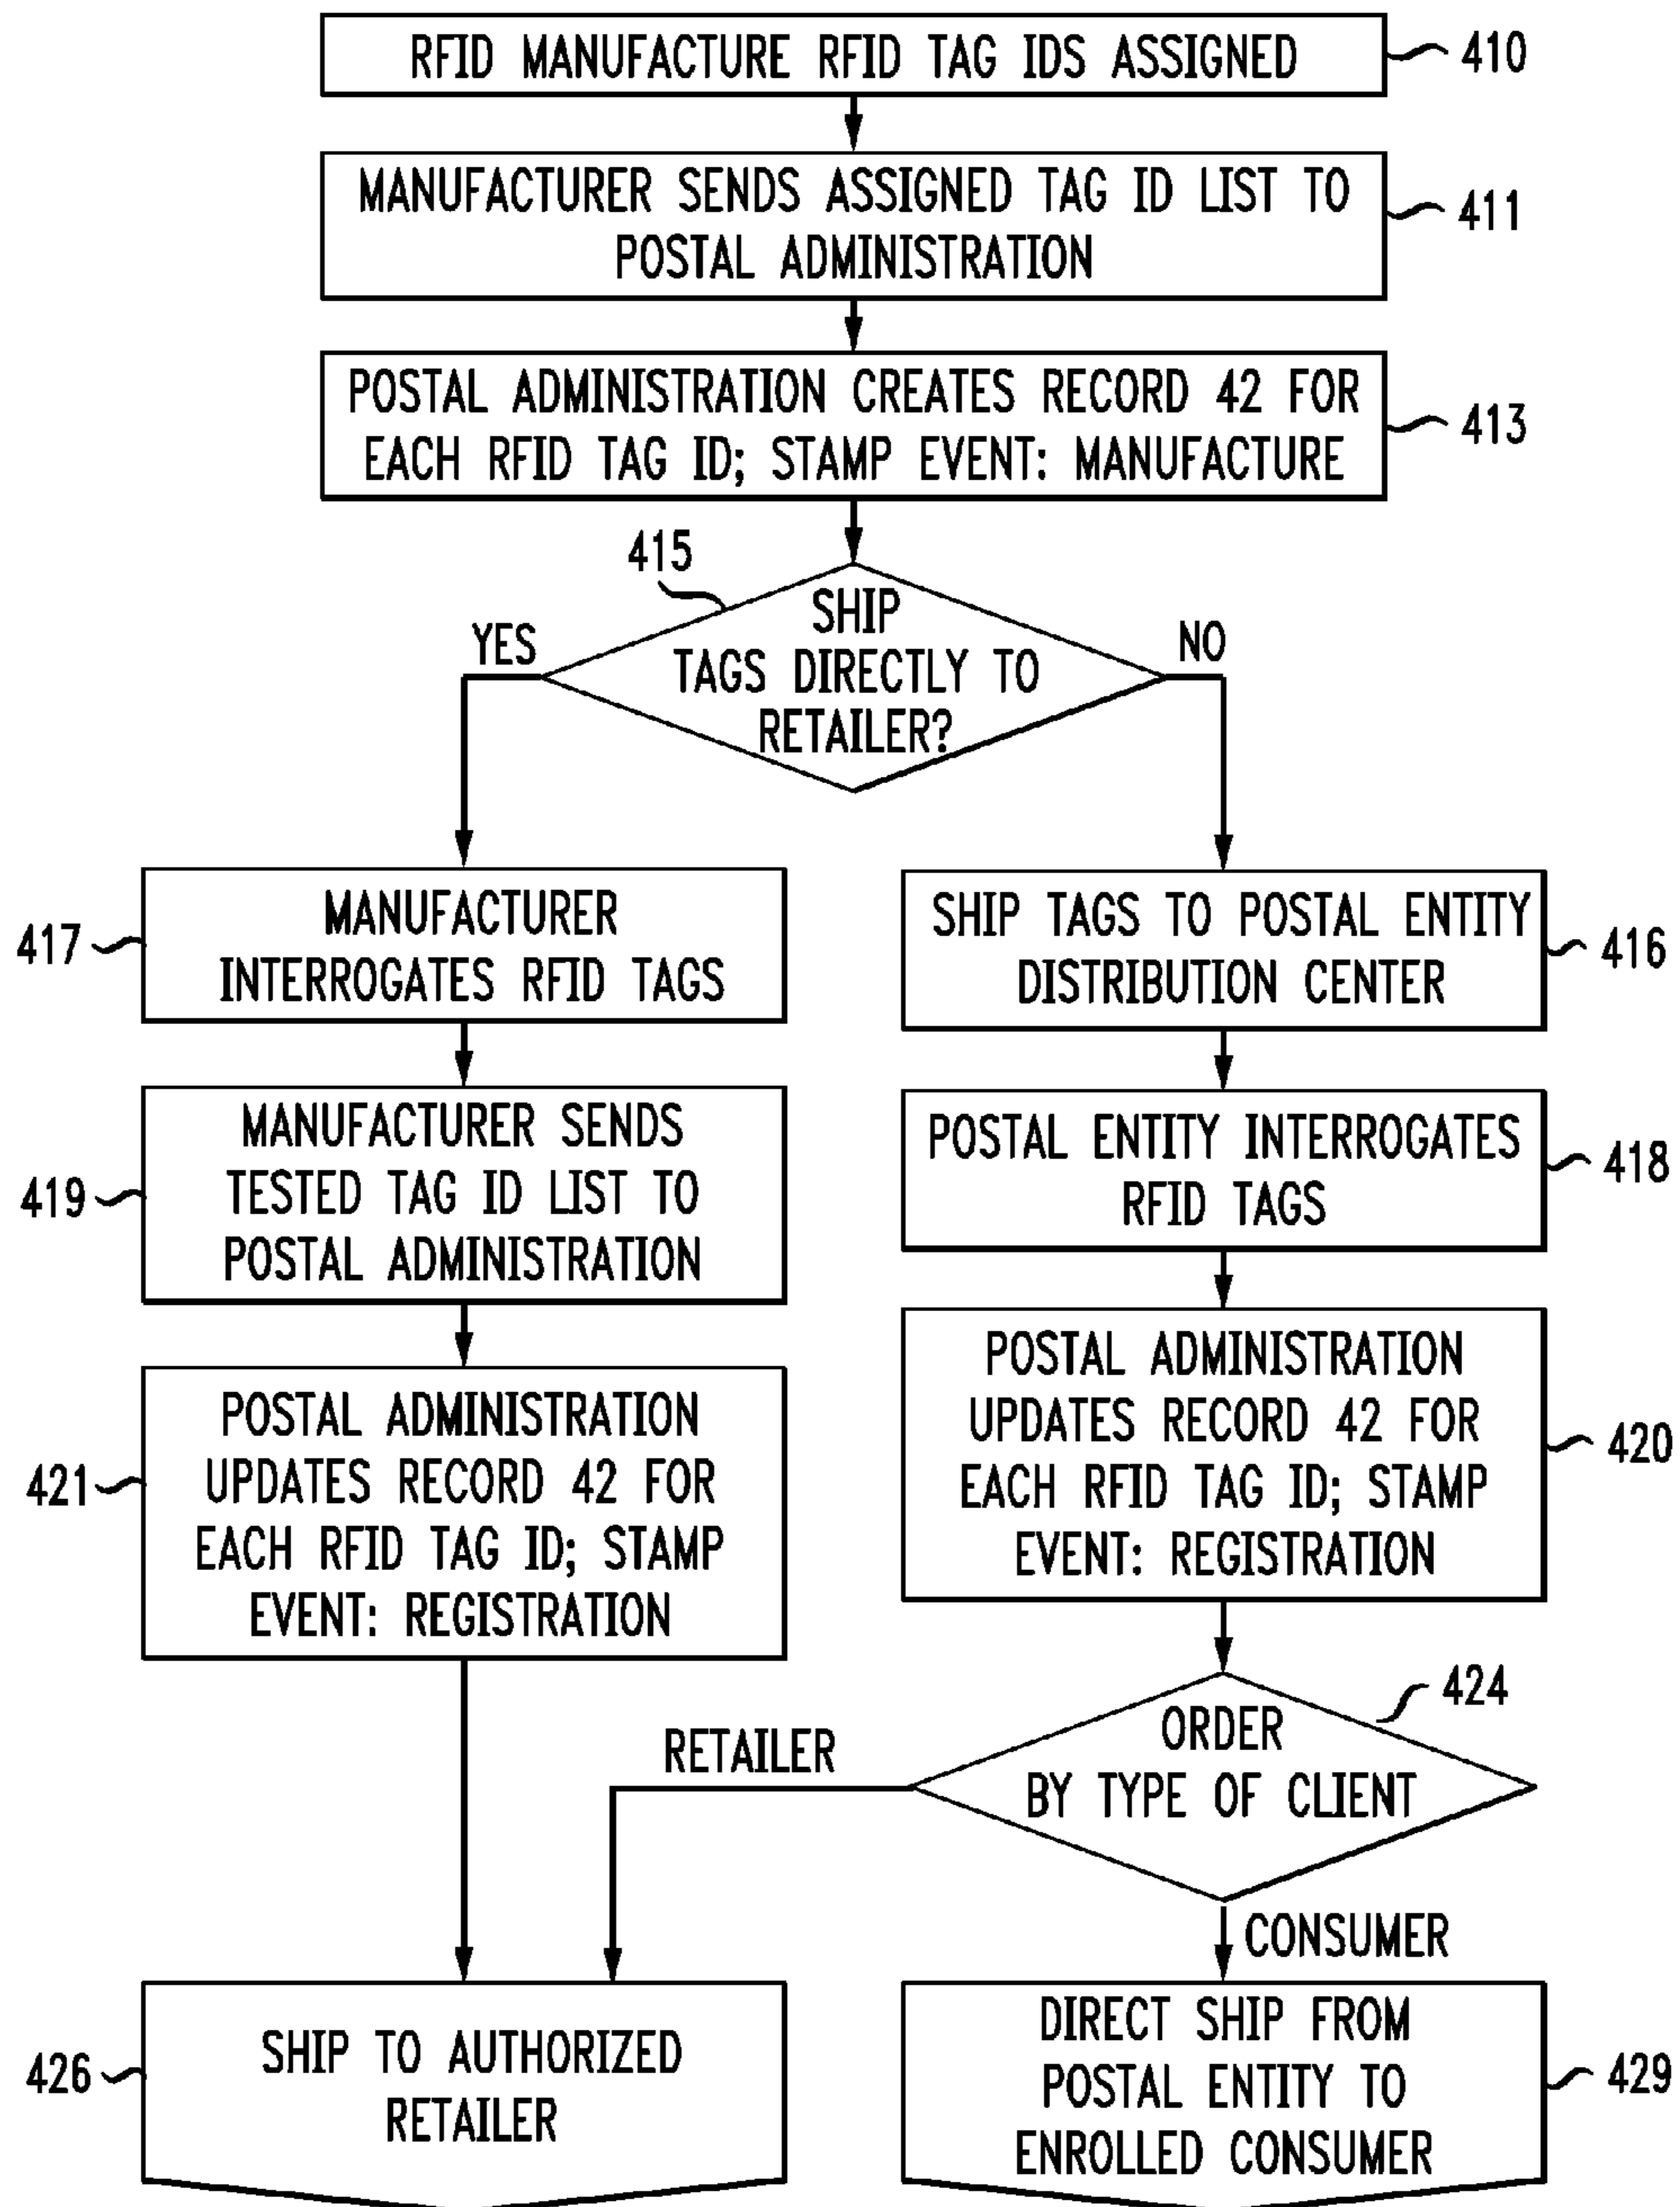 RFID MANUFACTURE RFID TAG IDS ASSIGNED
410
MANUFACTURER SENDS ASSIGNED TAG ID LIST TO
POSTAL ADMINISTRATION
411
POSTAL ADMINISTRATION CREATES RECORD 42 FOR
EACH RFID TAG ID; STAMP EVENT: MANUFACTURE
413
415
SHIP
TAGS DIRECTLY TO
RETAILER?
YES
NO
417
MANUFACTURER
INTERROGATES RFID TAGS
SHIP TAGS TO POSTAL ENTITY
DISTRIBUTION CENTER
416
419
MANUFACTURER SENDS
TESTED TAG ID LIST TO
POSTAL ADMINISTRATION
POSTAL ENTITY INTERROGATES
RFID TAGS
418
421
POSTAL ADMINISTRATION
UPDATES RECORD 42 FOR
EACH RFID TAG ID; STAMP
EVENT: REGISTRATION
POSTAL ADMINISTRATION
UPDATES RECORD 42 FOR
EACH RFID TAG ID; STAMP
EVENT: REGISTRATION
420
424
ORDER
BY TYPE OF CLIENT
RETAILER
CONSUMER
426
SHIP TO AUTHORIZED
RETAILER
DIRECT SHIP FROM
POSTAL ENTITY TO
ENROLLED CONSUMER
429